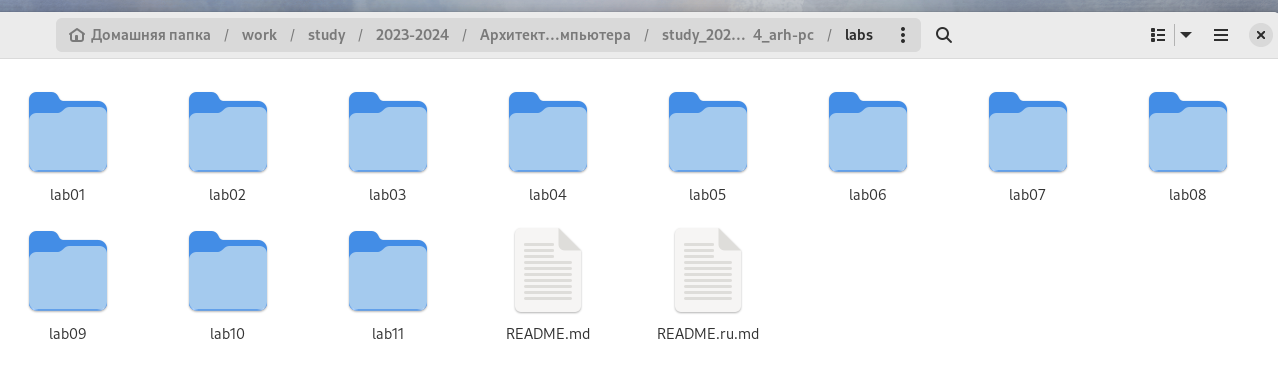 Домашняя папка / work / study / 2023-2024 / Архитект…мпьютера / study_202… 4_arh-pc / labs
lab01 lab02 lab03 lab04 lab05 lab06 lab07 lab08
lab09 lab10 lab11 README.md README.ru.md